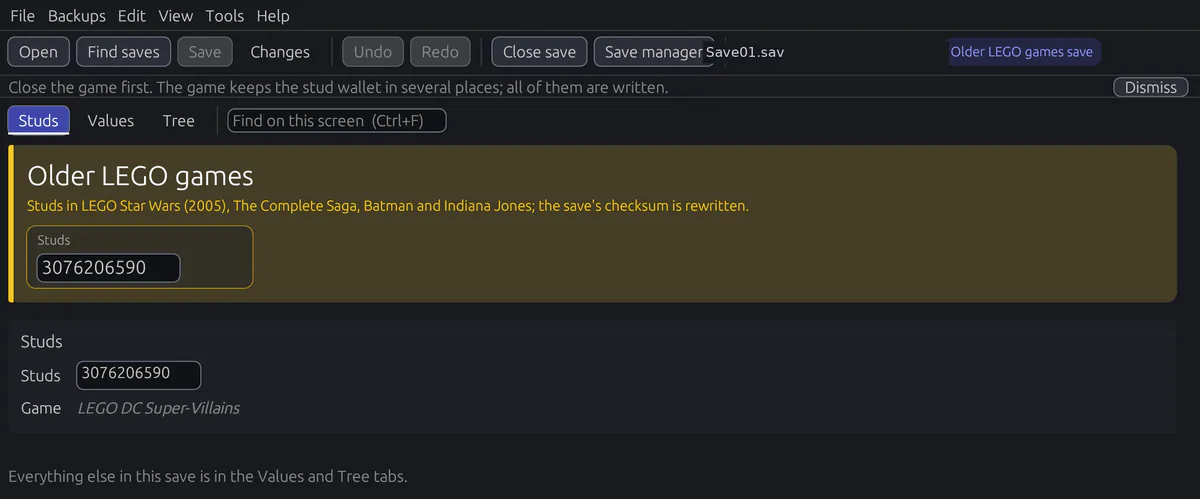 File Backups Edit View Tools Help
Open Find saves Save Changes Undo Redo Close save Save manager Save01.sav Older LEGO games save
Close the game first. The game keeps the stud wallet in several places; all of them are written. Dismiss
Studs Values Tree Find on this screen (Ctrl+F)
Older LEGO games
Studs in LEGO Star Wars (2005), The Complete Saga, Batman and Indiana Jones; the save's checksum is rewritten.
Studs
3076206590
Studs
Studs 3076206590
Game LEGO DC Super-Villains
Everything else in this save is in the Values and Tree tabs.